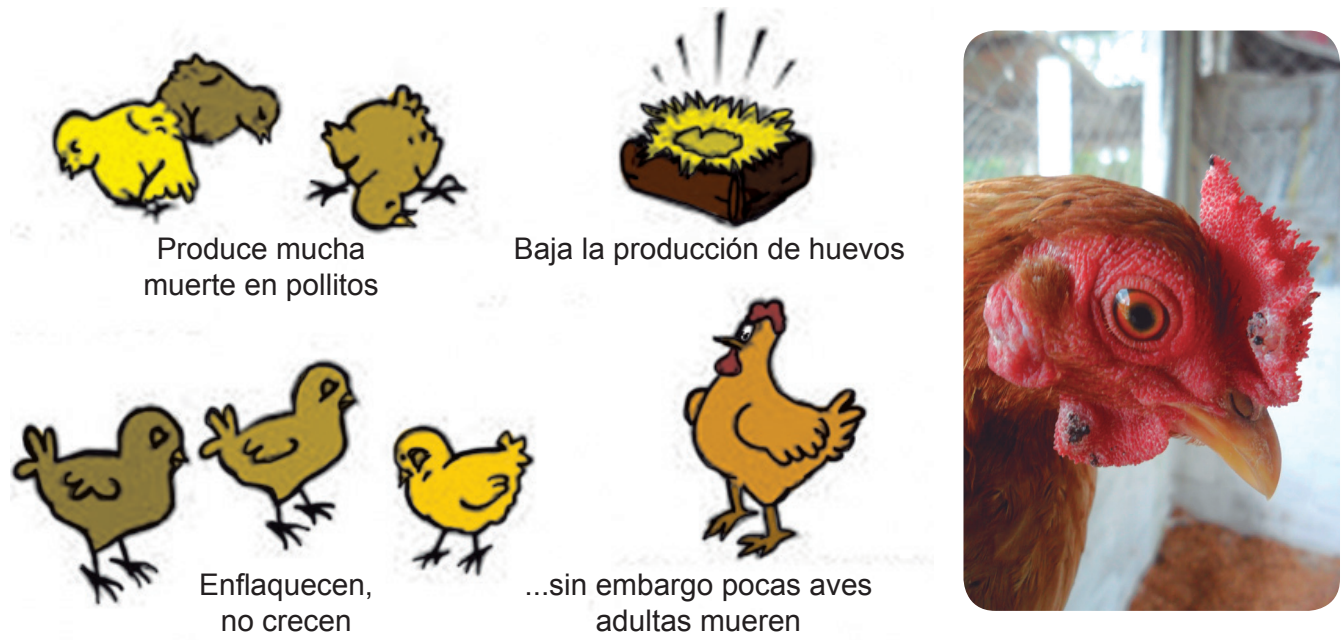 Produce mucha
muerte en pollitos
Baja la producción de huevos
Enflaquecen,
no crecen
...sin embargo pocas aves
adultas mueren